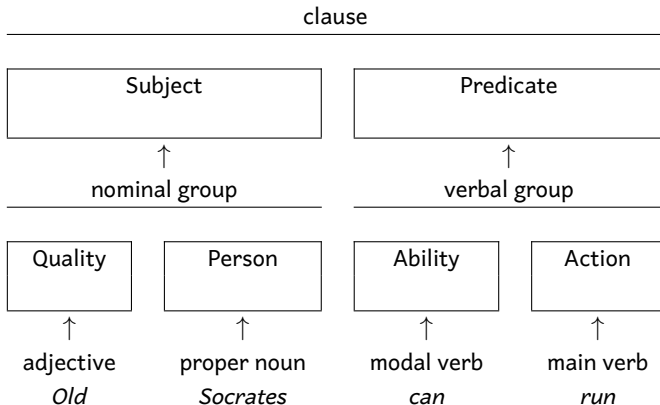 clause
Subject Predicate
↑ ↑
nominal group verbal group
Quality Person Ability Action
↑ ↑ ↑ ↑
adjective proper noun modal verb main verb
Old Socrates can run